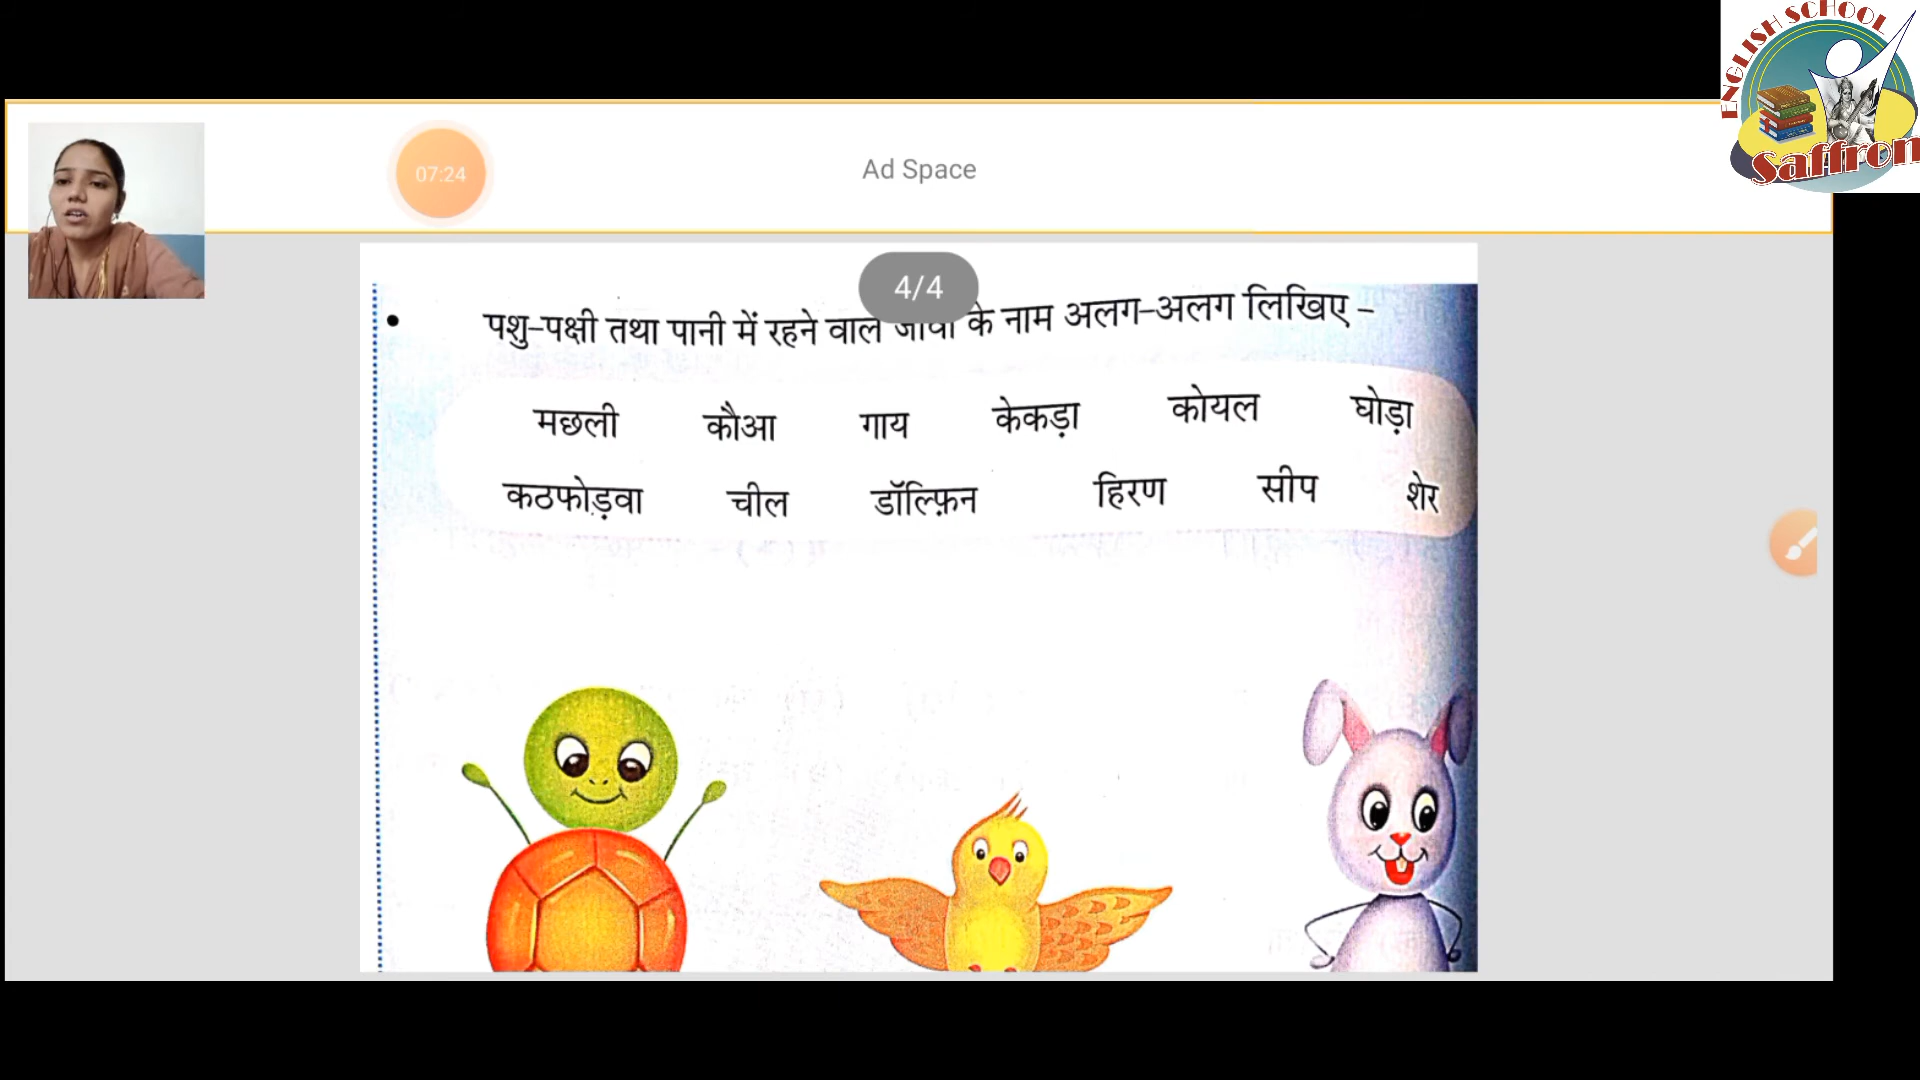 ENGLISH SCHOOL
Saffron
07:24
Ad Space
4/4
पशु-पक्षी तथा पानी में रहने वाले जीवों के नाम अलग-अलग लिखिए –
मछली कौआ गाय केकड़ा कोयल घोड़ा
कठफोड़वा चील डॉल्फ़िन हिरण सीप शेर